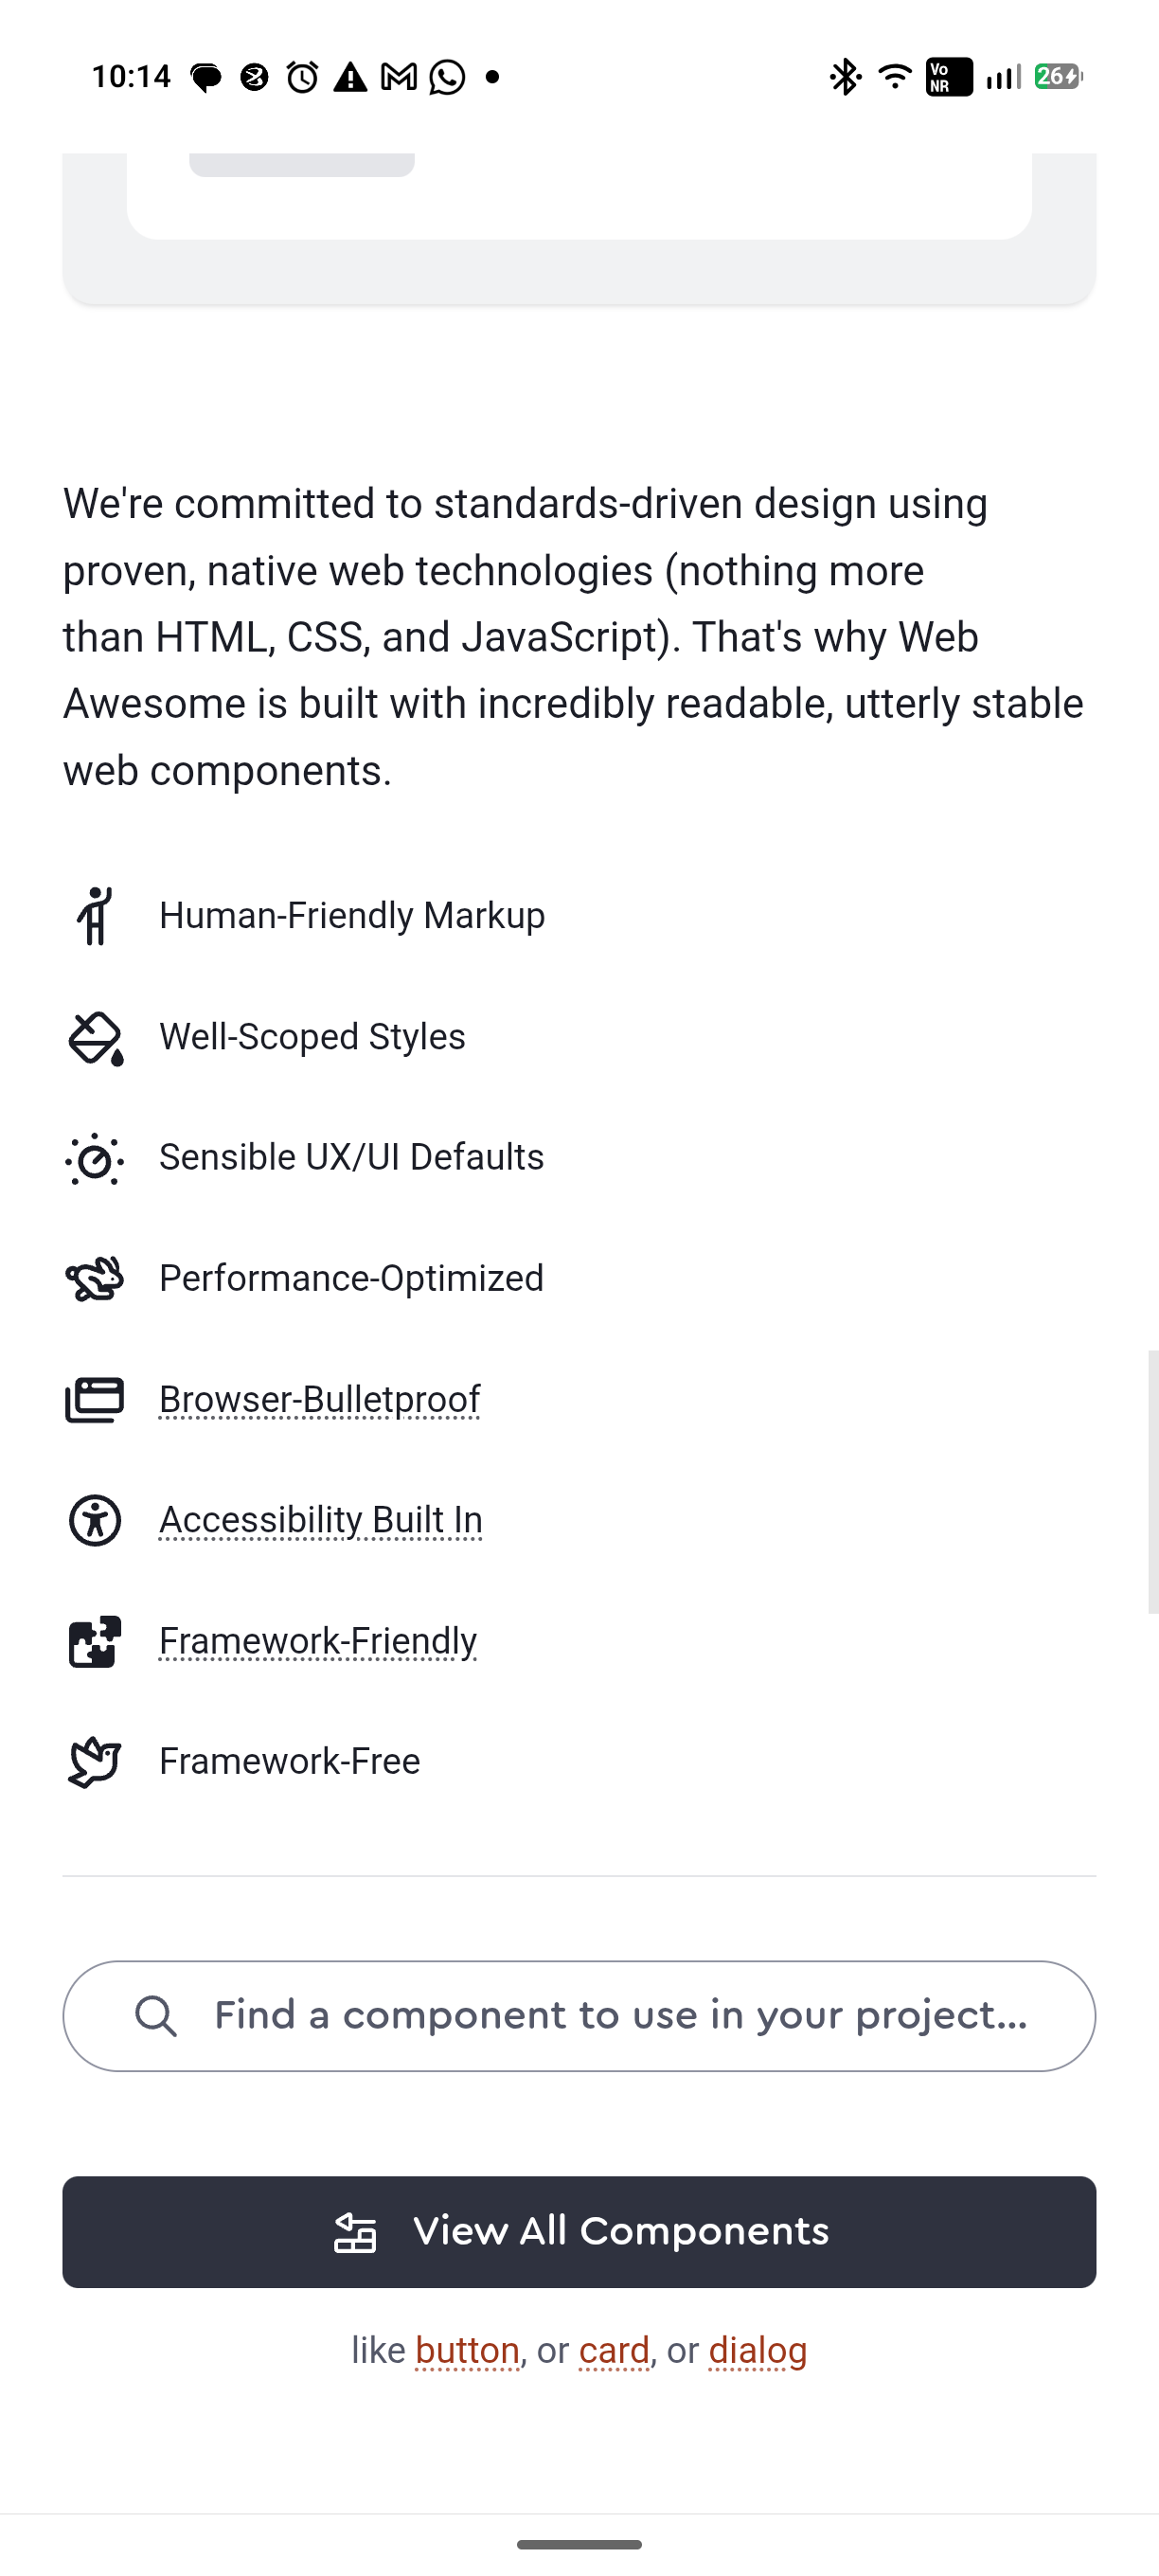 10:14
Vo
NR
26
We're committed to standards-driven design using
proven, native web technologies (nothing more
than HTML, CSS, and JavaScript). That's why Web
Awesome is built with incredibly readable, utterly stable
web components.
Human-Friendly Markup
Well-Scoped Styles
Sensible UX/UI Defaults
Performance-Optimized
Browser-Bulletproof
Accessibility Built In
Framework-Friendly
Framework-Free
Find a component to use in your project...
View All Components
like button, or card, or dialog